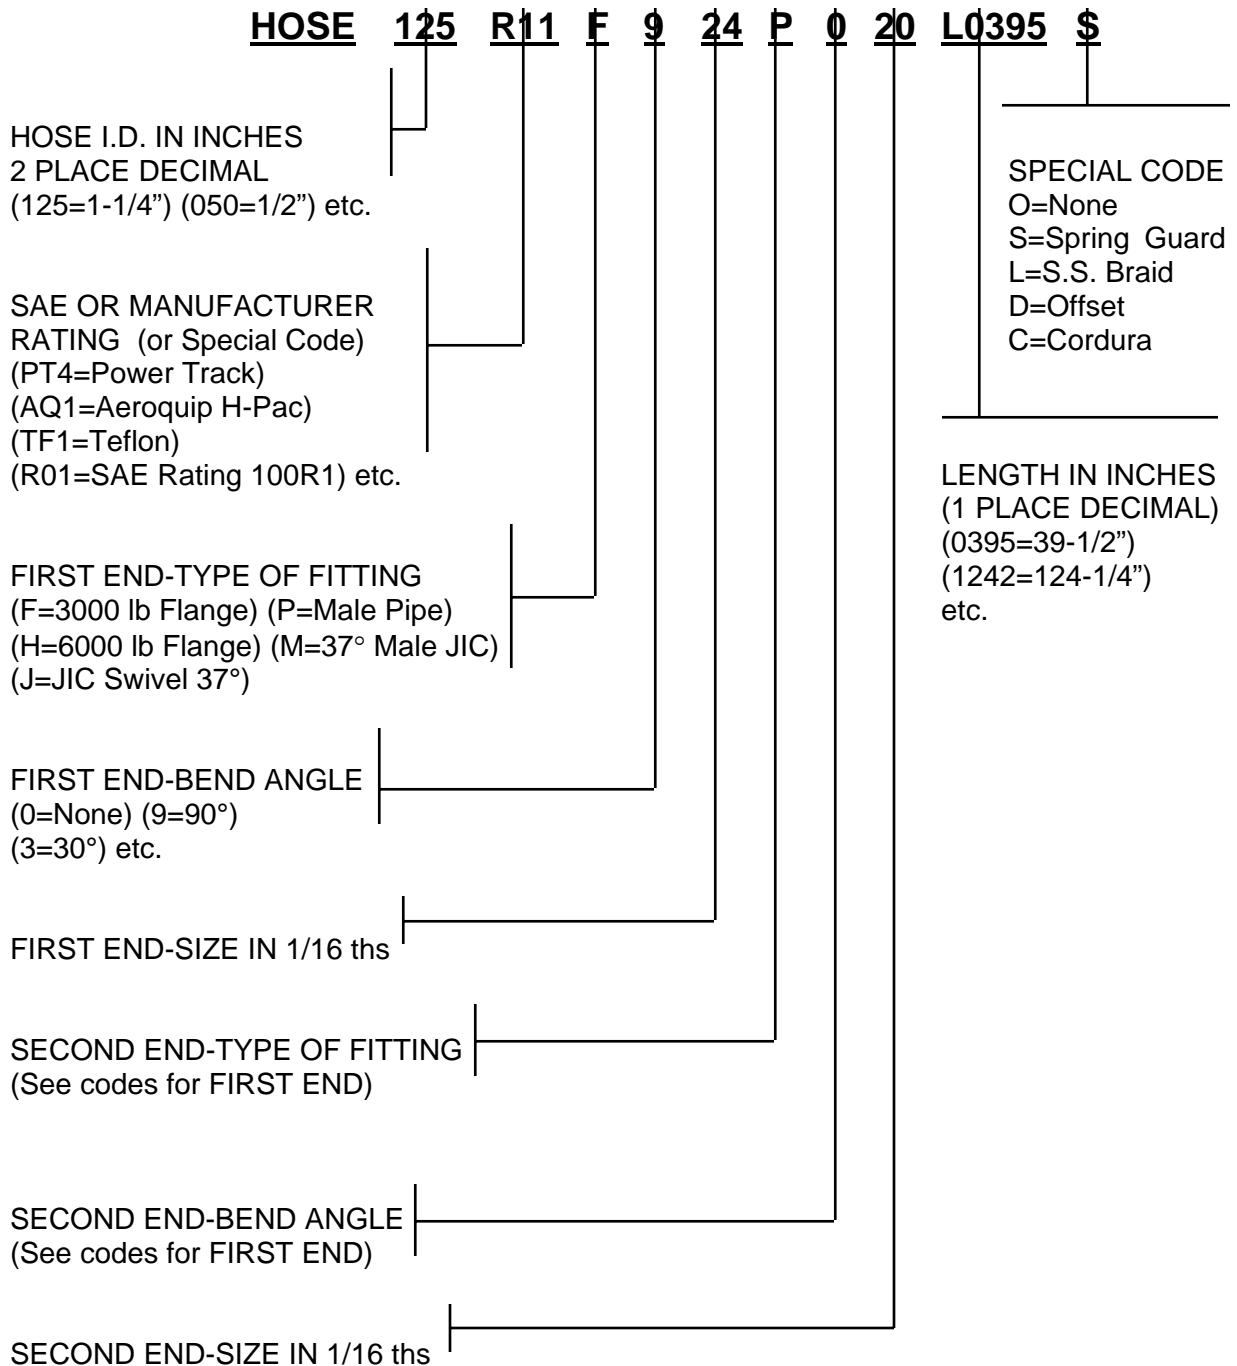 HOSE 125 R11 F 9 24 P 0 20 L0395 S
HOSE I.D. IN INCHES
2 PLACE DECIMAL
(125=1-1/4”) (050=1/2”) etc.
SAE OR MANUFACTURER
RATING (or Special Code)
(PT4=Power Track)
(AQ1=Aeroquip H-Pac)
(TF1=Teflon)
(R01=SAE Rating 100R1) etc.
FIRST END-TYPE OF FITTING
(F=3000 lb Flange) (P=Male Pipe)
(H=6000 lb Flange) (M=37° Male JIC)
(J=JIC Swivel 37°)
FIRST END-BEND ANGLE
(0=None) (9=90°)
(3=30°) etc.
FIRST END-SIZE IN 1/16 ths
SECOND END-TYPE OF FITTING
(See codes for FIRST END)
SECOND END-BEND ANGLE
(See codes for FIRST END)
SECOND END-SIZE IN 1/16 ths
SPECIAL CODE
O=None
S=Spring Guard
L=S.S. Braid
D=Offset
C=Cordura
LENGTH IN INCHES
(1 PLACE DECIMAL)
(0395=39-1/2”)
(1242=124-1/4”)
etc.